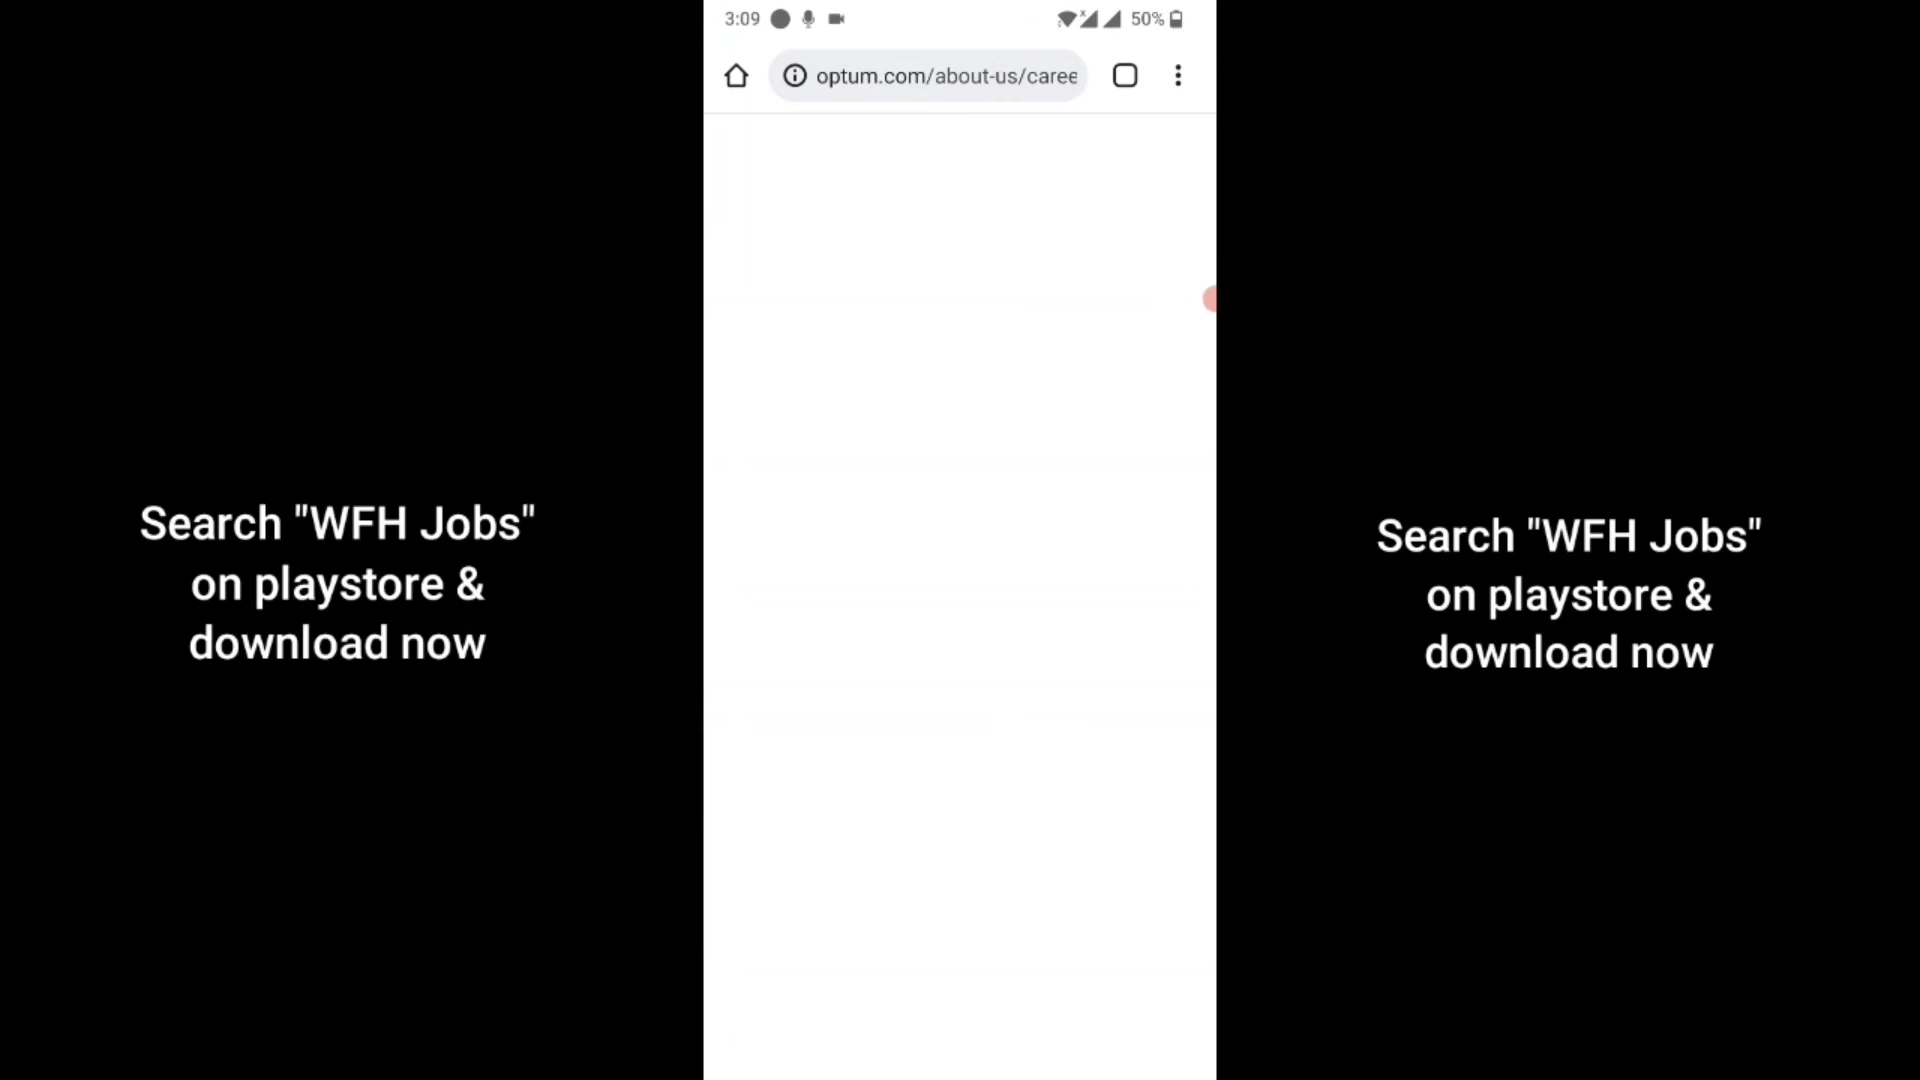 3:09
50%
optum.com/about-us/caree
Search "WFH Jobs"
on playstore &
download now
Search "WFH Jobs"
on playstore &
download now